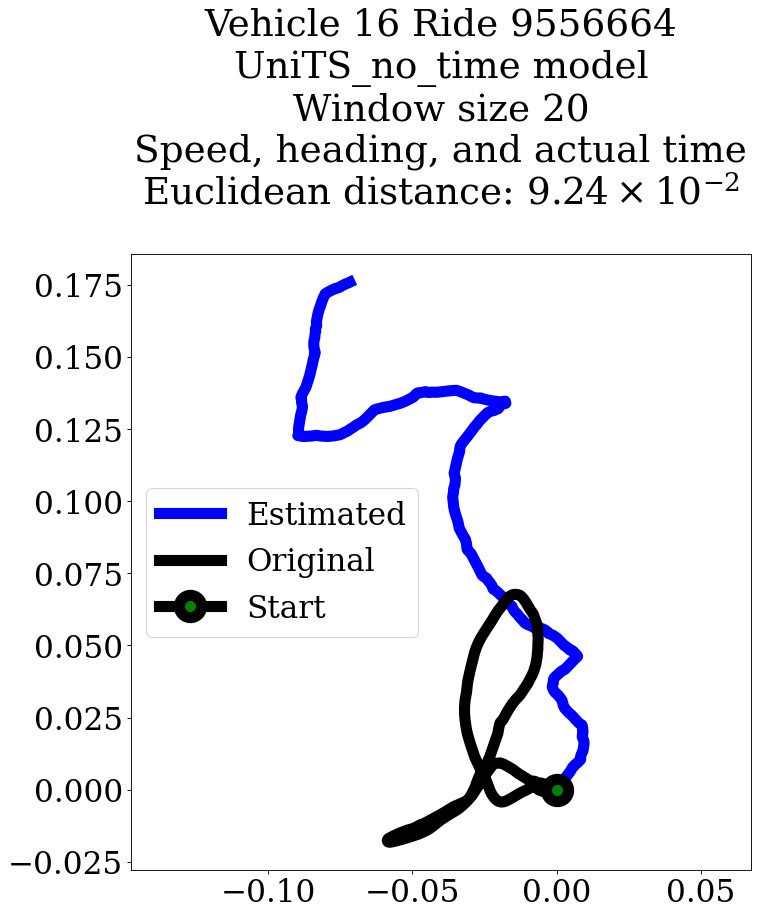 Vehicle 16 Ride 9556664
UniTS_no_time model
Window size 20
Speed, heading, and actual time
Euclidean distance: 9.24 × 10⁻²
0.175
0.150
0.125
0.100
0.075
0.050
0.025
0.000
−0.025
Estimated
Original
Start
−0.10
−0.05
0.00
0.05